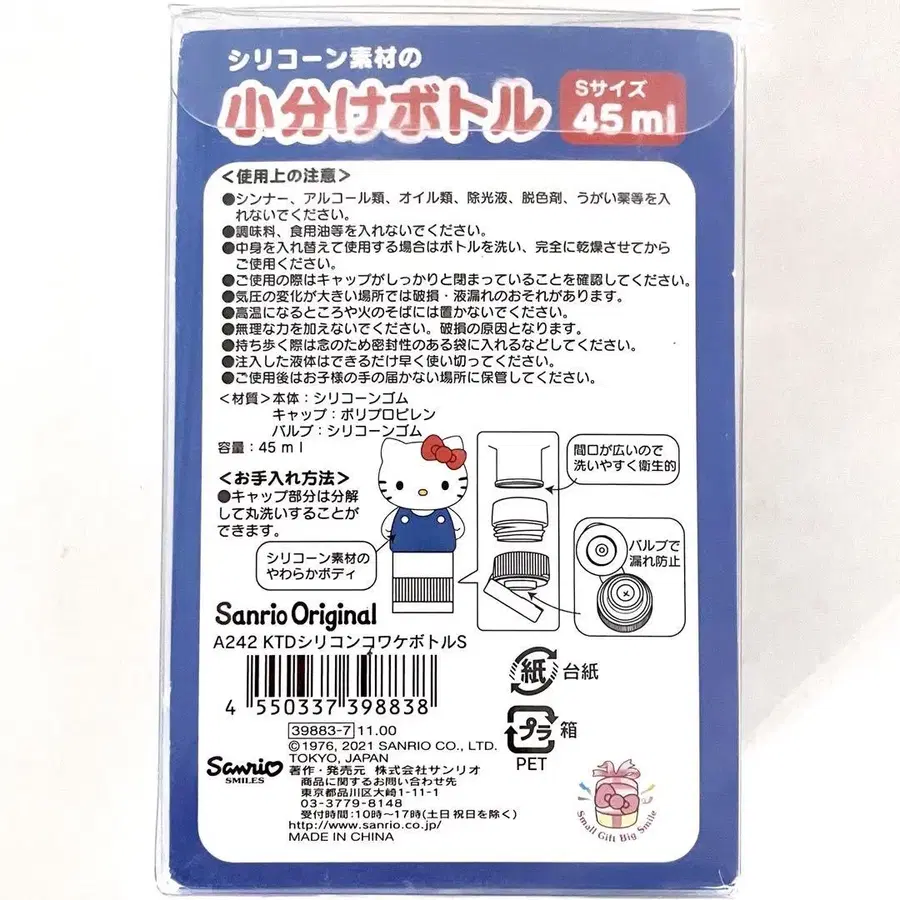 シリコーン素材の
小分けボトル
Sサイズ
45 ml
＜使用上の注意＞
●シンナー、アルコール類、オイル類、除光液、脱色剤、うがい薬等を入
れないでください。
●調味料、食用油等を入れないでください。
●中身を入れ替えて使用する場合はボトルを洗い、完全に乾燥させてから
ご使用ください。
●ご使用の際はキャップがしっかりと閉まっていることを確認してください。
●気圧の変化が大きい場所では破損・液漏れのおそれがあります。
●高温になるところや火のそばには置かないでください。
●無理な力を加えないでください。破損の原因となります。
●持ち歩く際は念のため密封性のある袋に入れるなどしてください。
●注入した液体はできるだけ早く使い切ってください。
●ご使用後はお子様の手の届かない場所に保管してください。
＜材質＞本体：シリコーンゴム
キャップ：ポリプロピレン
バルブ：シリコーンゴム
容量：45 ml
＜お手入れ方法＞
●キャップ部分は分解
して丸洗いすることが
できます。
間口が広いので
洗いやすく衛生的
バルブで
漏れ防止
シリコーン素材の
やわらかボディ
Sanrio Original
A242 KTDシリコンコワケボトルS
4 550337 398838
39883-7 11.00
©1976, 2021 SANRIO CO., LTD.
TOKYO, JAPAN
著作・発売元 株式会社サンリオ
商品に関するお問い合わせ先
東京都品川区大崎1-11-1
03-3779-8148
受付時間：10時〜17時(土日祝日を除く)
http://www.sanrio.co.jp/
MADE IN CHINA
Sanrio
SMILES
紙 台紙
プラ 箱
PET
Small Gift Big Smile